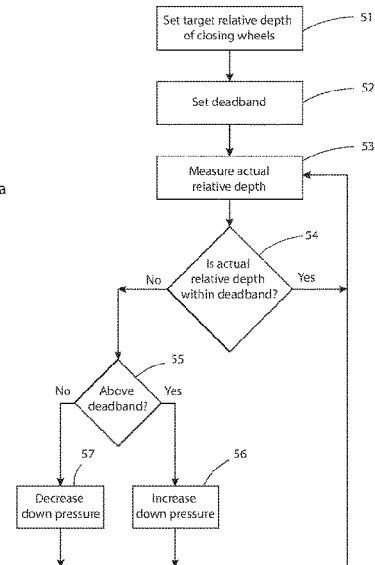 Set target relative depth
of closing wheels
51
Set deadband
52
53
Measure actual
relative depth
a
54
Is actual
relative depth
within deadband?
No
Yes
55
Above
deadband?
No
Yes
57
56
Decrease
down pressure
Increase
down pressure